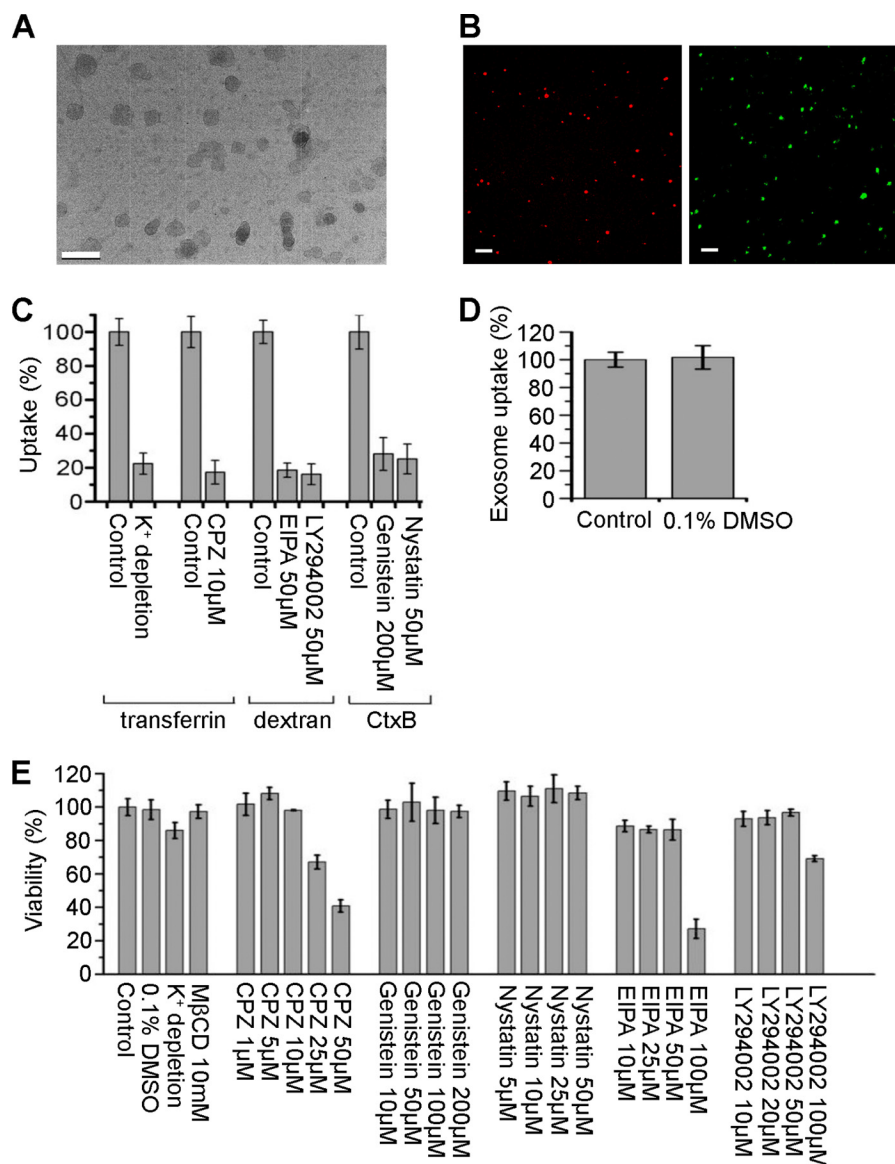 A
B
C
Uptake (%)
100
80
60
40
20
0
Control
K+ depletion
Control
CPZ 10μM
Control
EIPA 50μM
LY294002 50μM
Control
Genistein 200μM
Nystatin 50μM
transferrin
dextran
CtxB
D
Exosome uptake (%)
120
100
80
60
40
20
0
Control
0.1% DMSO
E
Viability (%)
120
100
80
60
40
20
0
Control
0.1% DMSO
K+ depletion
MβCD 10mM
CPZ 1μM
CPZ 5μM
CPZ 10μM
CPZ 25μM
CPZ 50μM
Genistein 10μM
Genistein 50μM
Genistein 100μM
Genistein 200μM
Nystatin 5μM
Nystatin 10μM
Nystatin 25μM
Nystatin 50μM
EIPA 10μM
EIPA 25μM
EIPA 50μM
EIPA 100μM
LY294002 10μM
LY294002 20μM
LY294002 50μM
LY294002 100μM